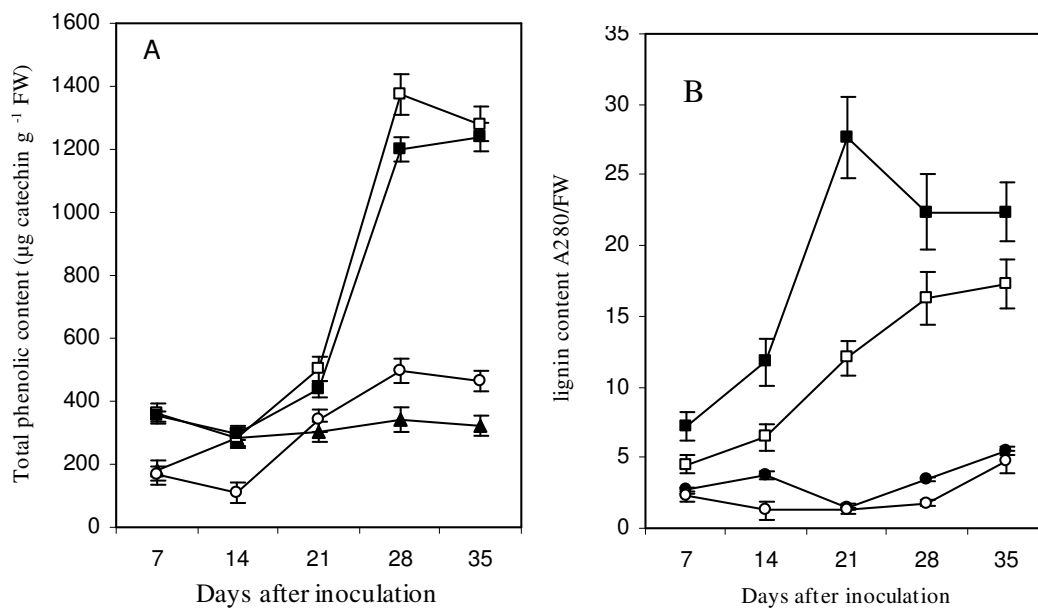 A
Total phenolic content (µg catechin g -1 FW)
1600
1400
1200
1000
800
600
400
200
0
7 14 21 28 35
Days after inoculation
B
lignin content A280/FW
35
30
25
20
15
10
5
0
7 14 21 28 35
Days after inoculation